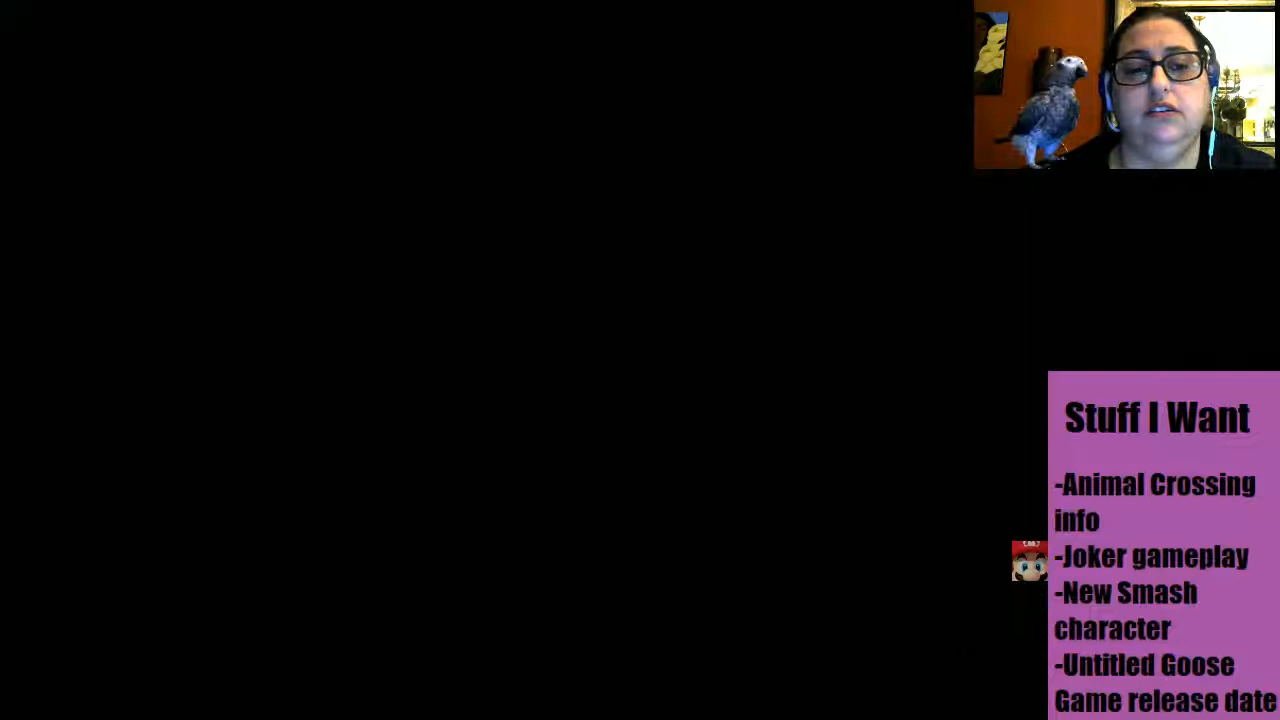 Stuff I Want
-Animal Crossing
info
-Joker gameplay
-New Smash
character
-Untitled Goose
Game release date